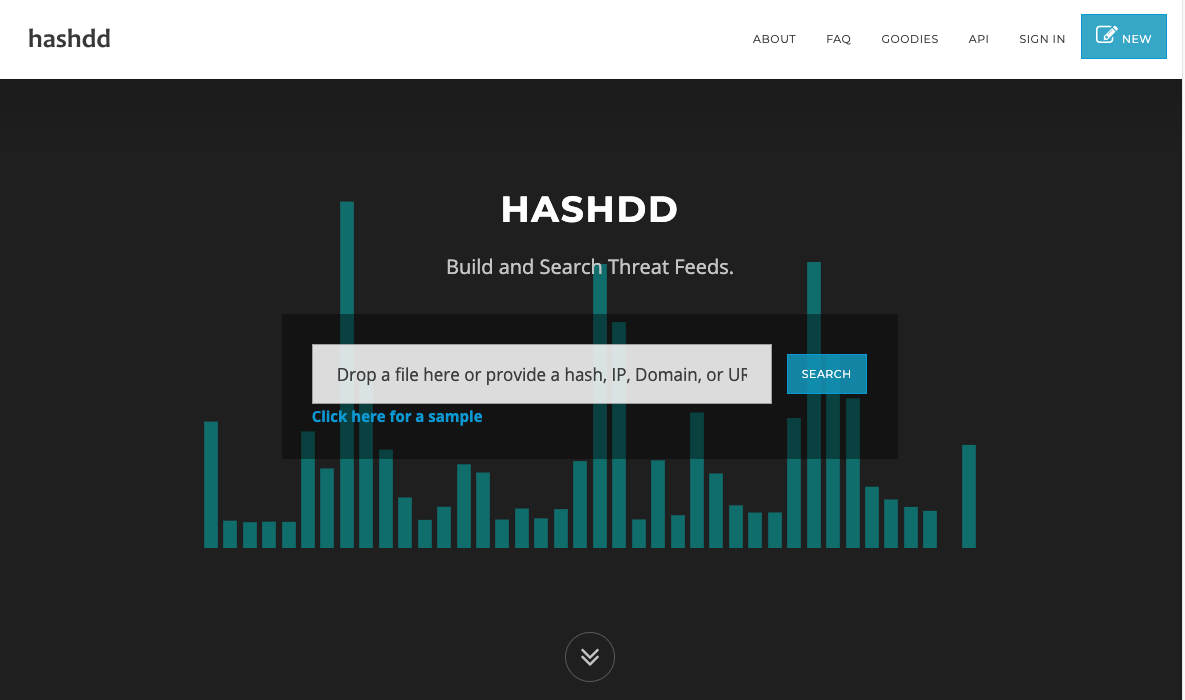 hashdd
ABOUT FAQ GOODIES API SIGN IN NEW
HASHDD
Build and Search Threat Feeds.
Drop a file here or provide a hash, IP, Domain, or UR
SEARCH
Click here for a sample